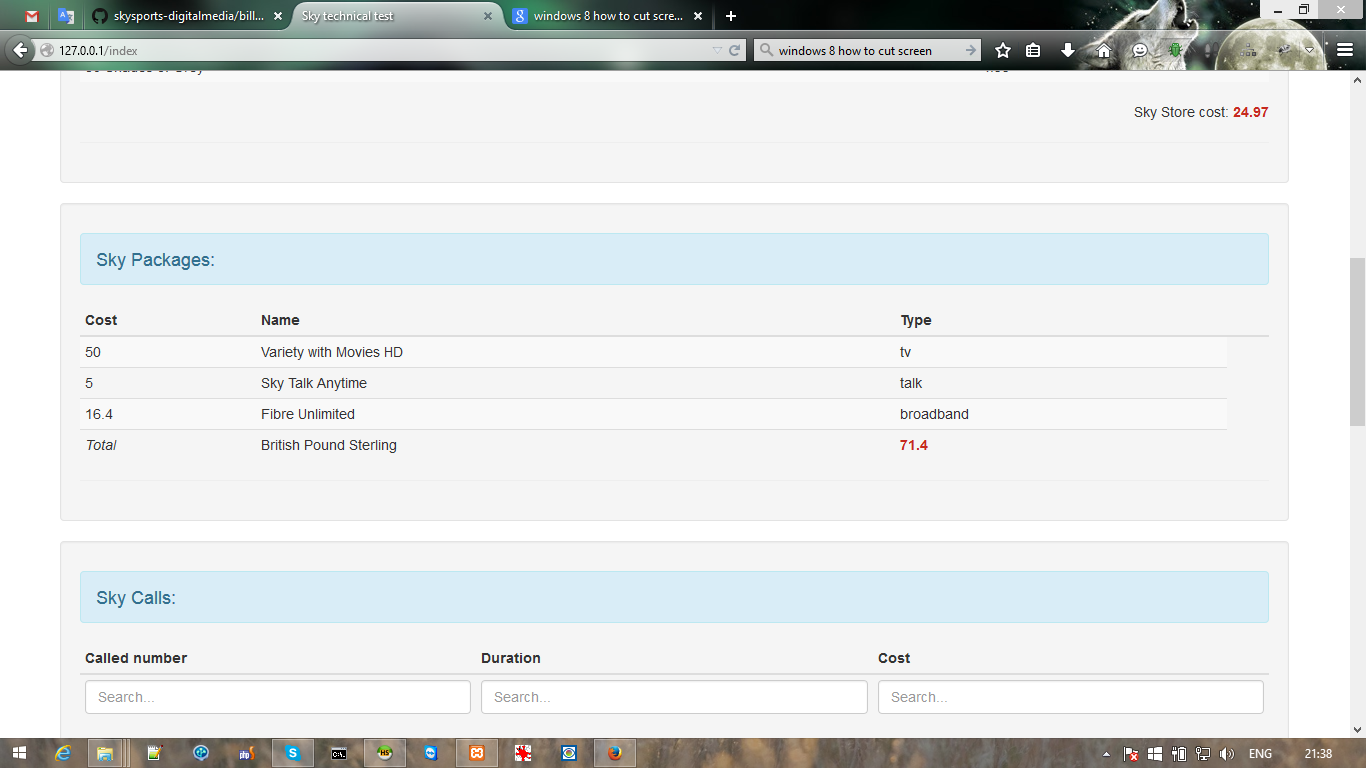 skysports-digitalmedia/bill... Sky technical test windows 8 how to cut scre...
127.0.0.1/index windows 8 how to cut screen
Sky Store cost: 24.97
Sky Packages:
Cost Name Type
50 Variety with Movies HD tv
5 Sky Talk Anytime talk
16.4 Fibre Unlimited broadband
Total British Pound Sterling 71.4
Sky Calls:
Called number Duration Cost
Search... Search... Search...
ENG 21:38